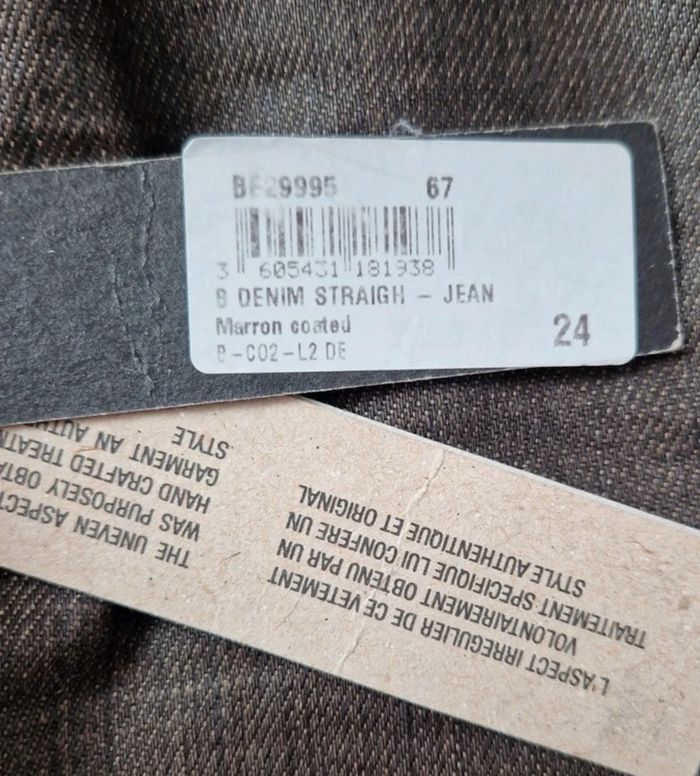 BF29995 67
3 605431 181938
B DENIM STRAIGH - JEAN
Marron coated
B-C02-L2 DE
24
THE UNEVEN ASPECT
WAS PURPOSELY OBTA
HAND CRAFTED TREATI
GARMENT AN AUTH
STYLE
L'ASPECT IRREGULIER DE CE VETEMENT
VOLONTAIREMENT OBTENU PAR UN
TRAITEMENT SPECIFIQUE LUI CONFERE UN
STYLE AUTHENTIQUE ET ORIGINAL